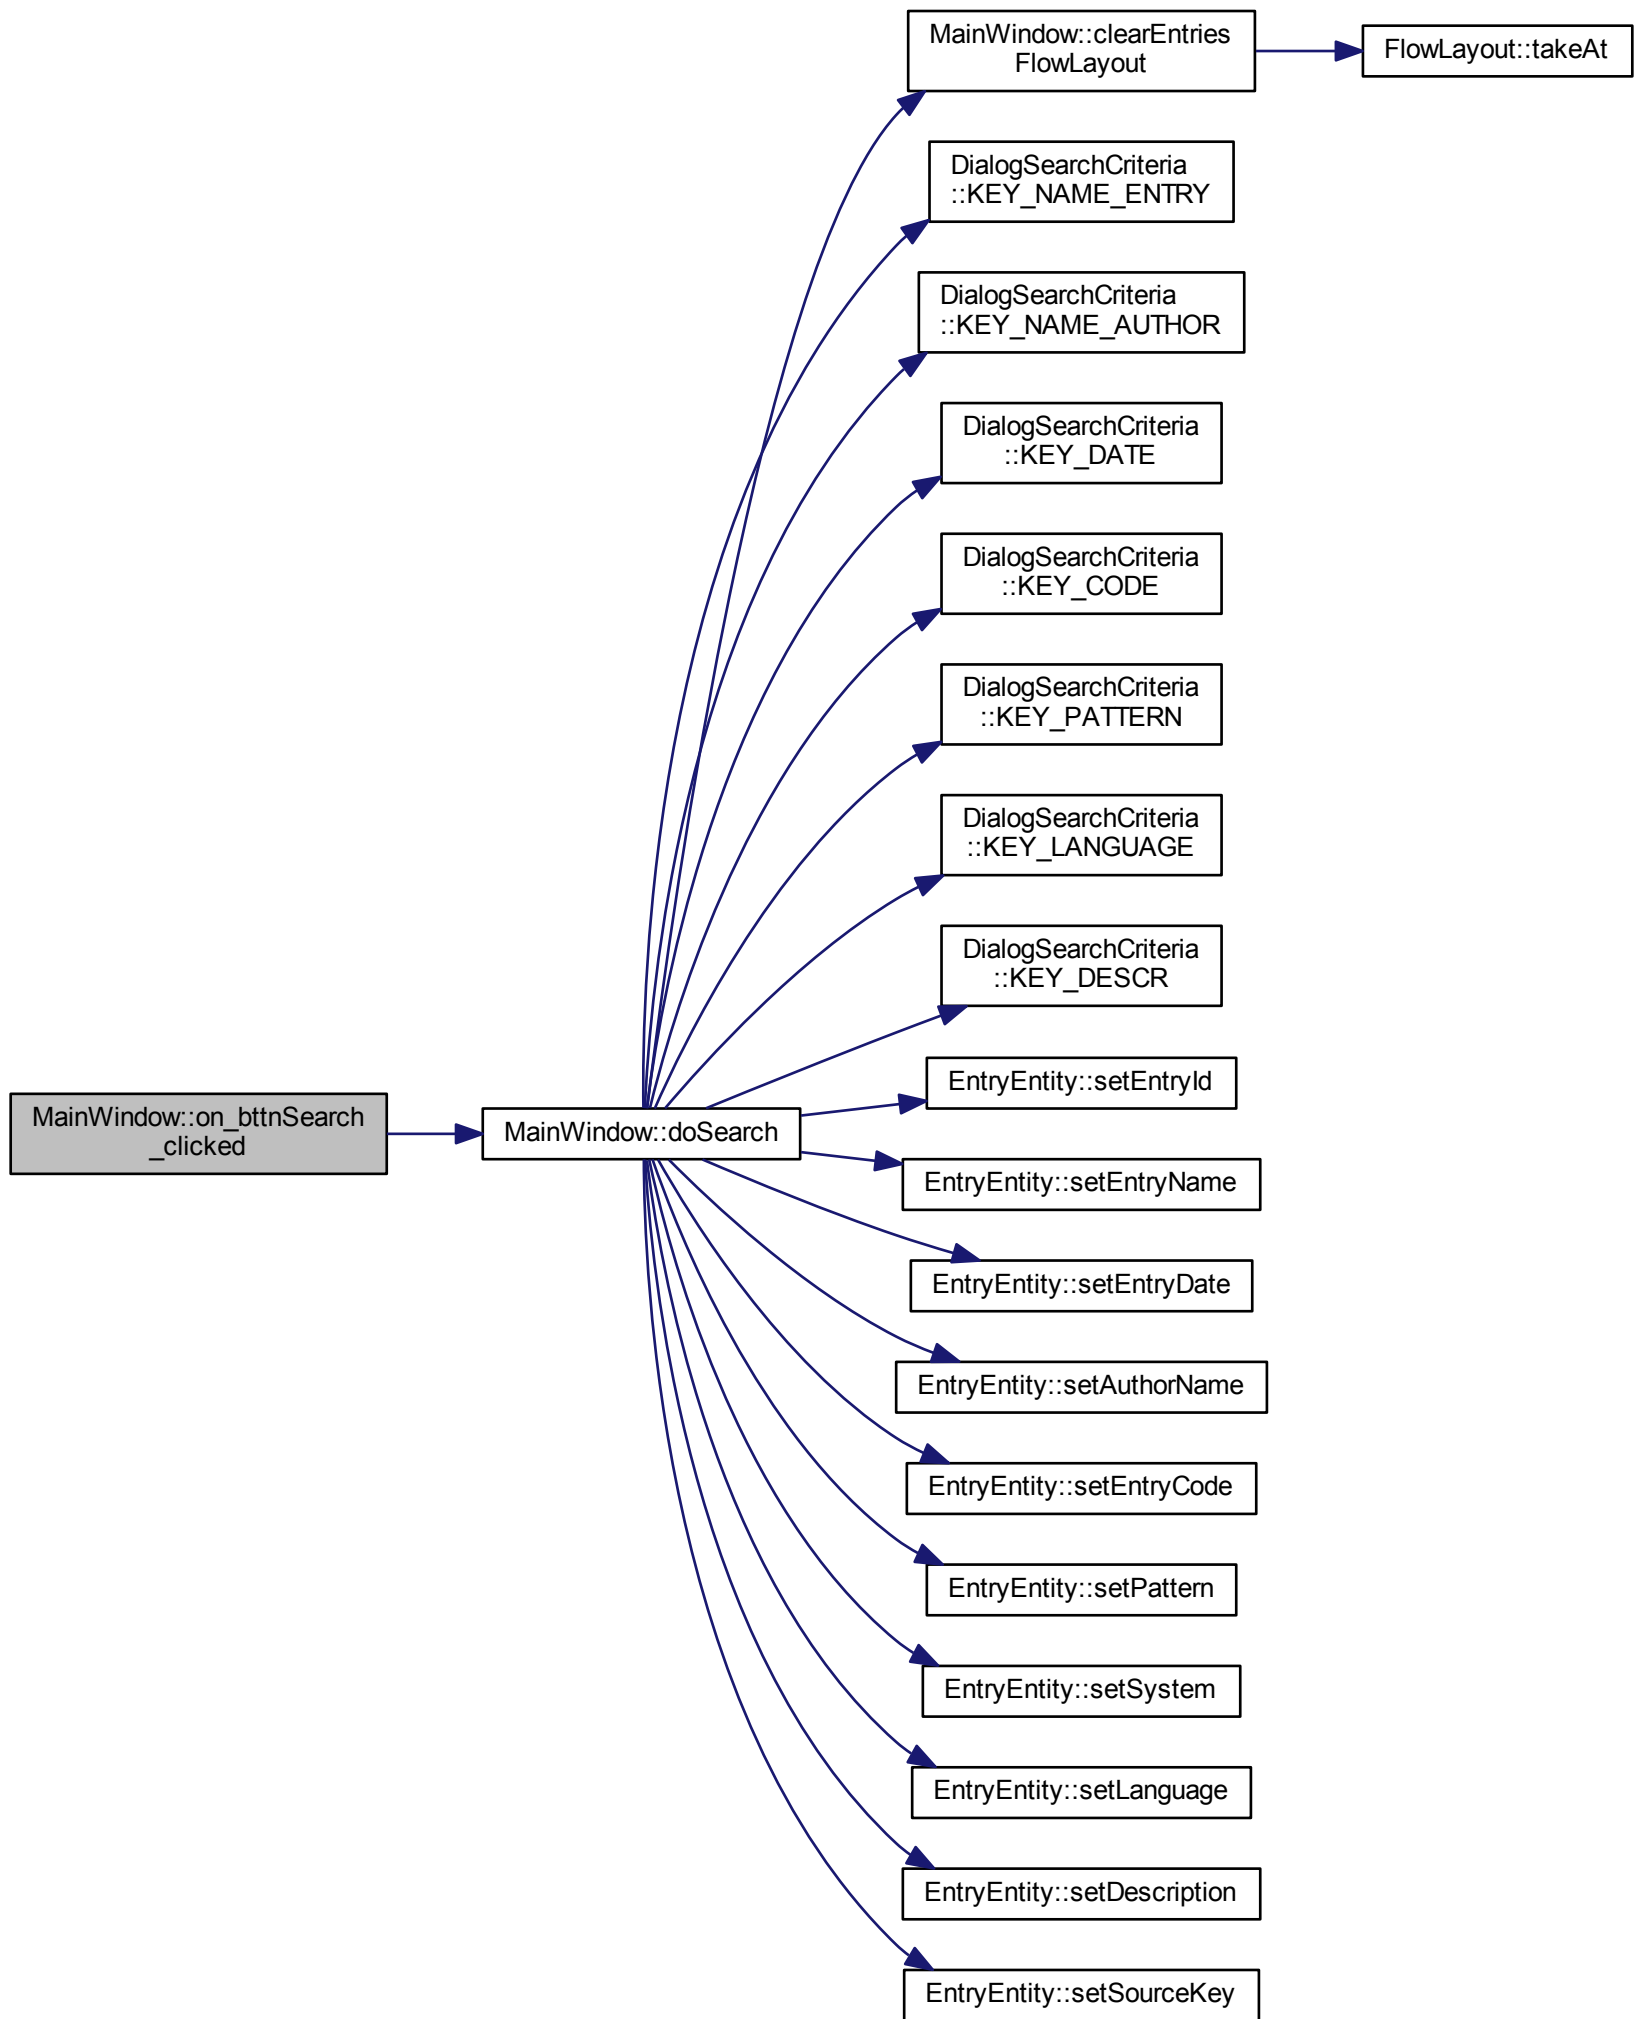 MainWindow::clearEntries
FlowLayout
FlowLayout::takeAt
DialogSearchCriteria
::KEY_NAME_ENTRY
DialogSearchCriteria
::KEY_NAME_AUTHOR
DialogSearchCriteria
::KEY_DATE
DialogSearchCriteria
::KEY_CODE
DialogSearchCriteria
::KEY_PATTERN
DialogSearchCriteria
::KEY_LANGUAGE
DialogSearchCriteria
::KEY_DESCR
MainWindow::on_bttnSearch
_clicked
MainWindow::doSearch
EntryEntity::setEntryId
EntryEntity::setEntryName
EntryEntity::setEntryDate
EntryEntity::setAuthorName
EntryEntity::setEntryCode
EntryEntity::setPattern
EntryEntity::setSystem
EntryEntity::setLanguage
EntryEntity::setDescription
EntryEntity::setSourceKey